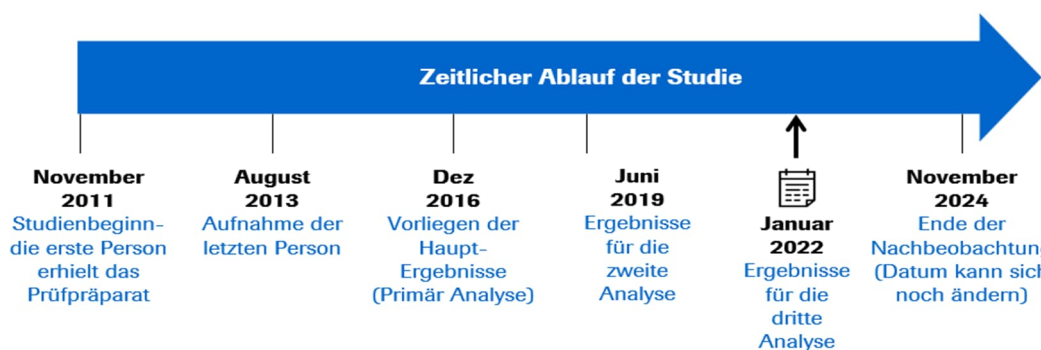 Zeitlicher Ablauf der Studie
November
2011
Studienbeginn-
die erste Person
erhielt das
Prüfpräparat
August
2013
Aufnahme der
letzten Person
Dez
2016
Vorliegen der
Haupt-
Ergebnisse
(Primär Analyse)
Juni
2019
Ergebnisse
für die
zweite
Analyse
Januar
2022
Ergebnisse
für die
dritte
Analyse
November
2024
Ende der
Nachbeobachtung
(Datum kann sich
noch ändern)